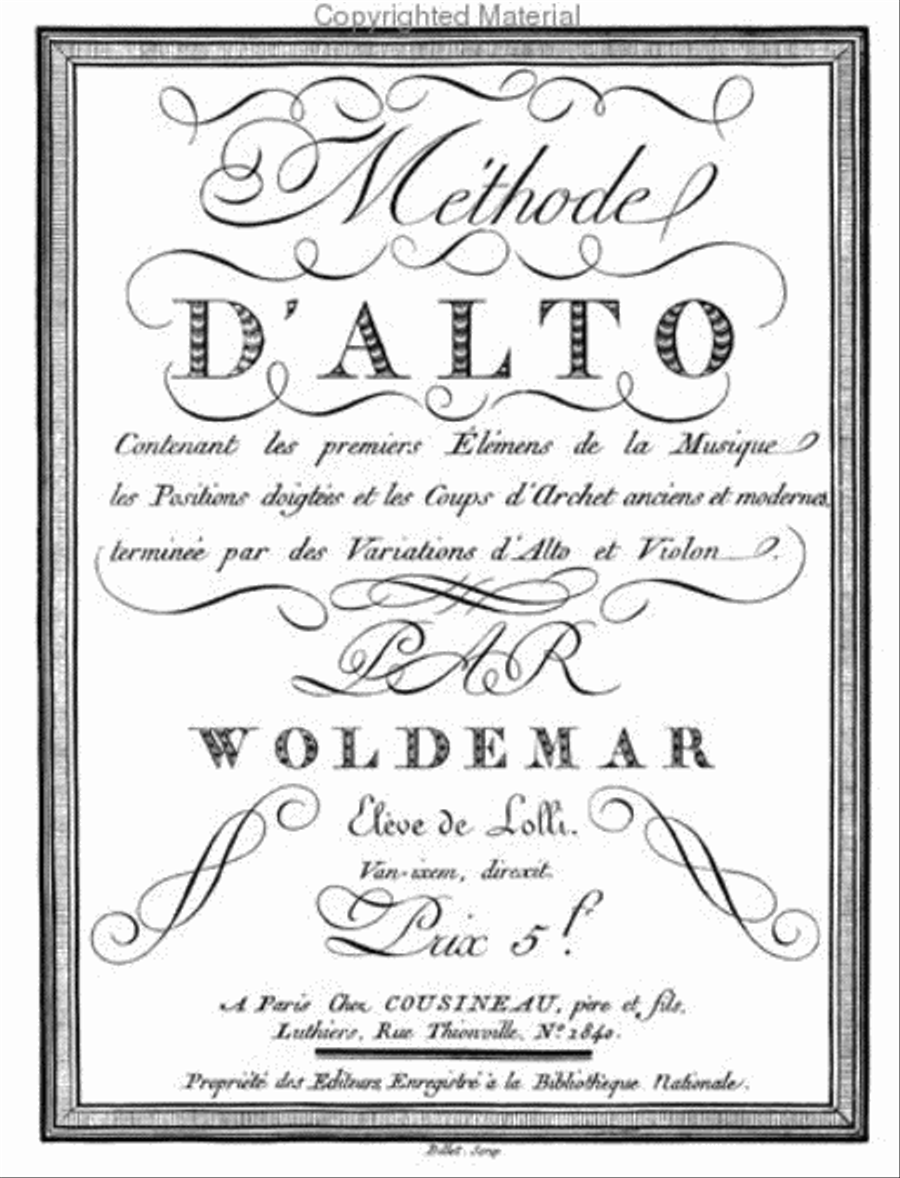 Copyrighted Material
Méthode
D'ALTO
Contenant les premiers Élémens de la Musique
les Positions doigtées et les Coups d'Archet anciens et modernes,
terminée par des Variations d'Alto et Violon.
PAR
WOLDEMAR
Elève de Lolli.
Van-ixem, direxit.
Prix 5 f.
A Paris Chez COUSINEAU, père et fils,
Luthiers, Rue Thionville, Nº 1840.
Propriété des Editeurs, Enregistré à la Bibliothèque Nationale.